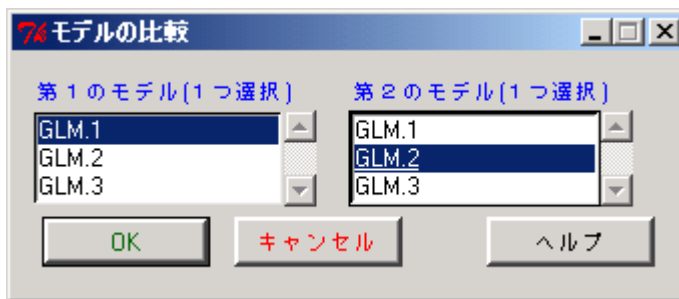 モデルの比較
第１のモデル(１つ選択)
GLM.1
GLM.2
GLM.3
第２のモデル(１つ選択)
GLM.1
GLM.2
GLM.3
OK
キャンセル
ヘルプ